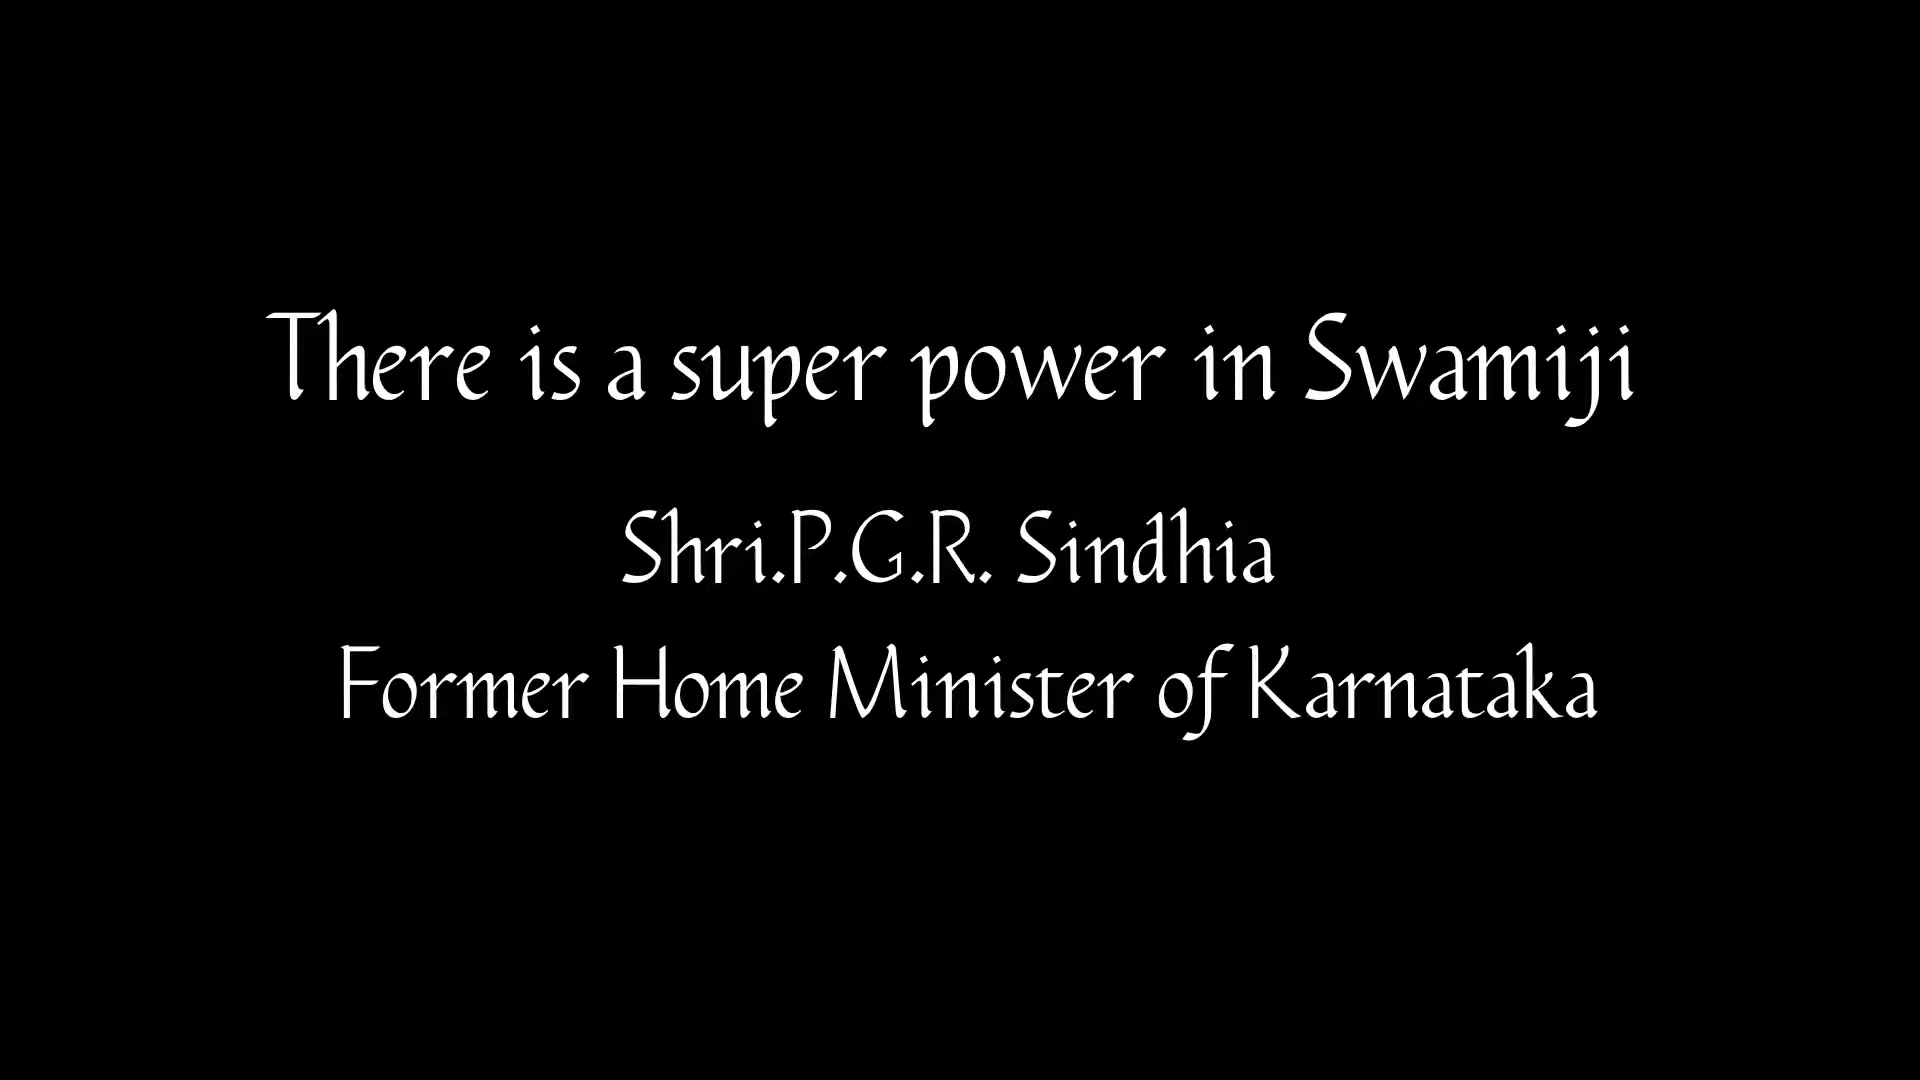 There is a super power in Swamiji
Shri.P.G.R. Sindhia
Former Home Minister of Karnataka